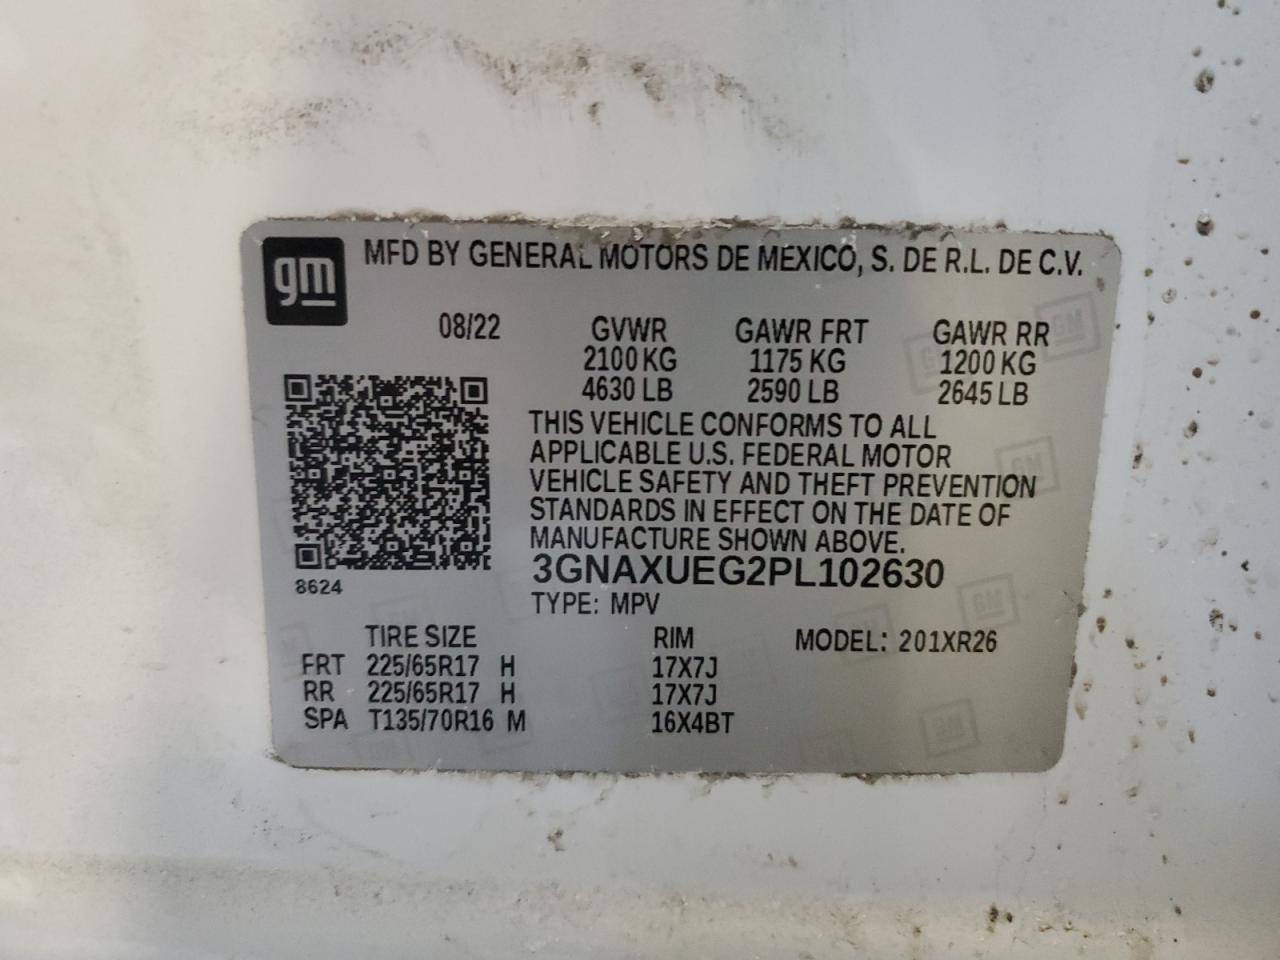 gm
MFD BY GENERAL MOTORS DE MEXICO, S. DE R.L. DE C.V.
08/22 GVWR GAWR FRT GAWR RR
2100 KG 1175 KG 1200 KG
4630 LB 2590 LB 2645 LB
THIS VEHICLE CONFORMS TO ALL
APPLICABLE U.S. FEDERAL MOTOR
VEHICLE SAFETY AND THEFT PREVENTION
STANDARDS IN EFFECT ON THE DATE OF
MANUFACTURE SHOWN ABOVE.
3GNAXUEG2PL102630
8624
TYPE: MPV
TIRE SIZE RIM MODEL: 201XR26
FRT 225/65R17 H 17X7J
RR 225/65R17 H 17X7J
SPA T135/70R16 M 16X4BT